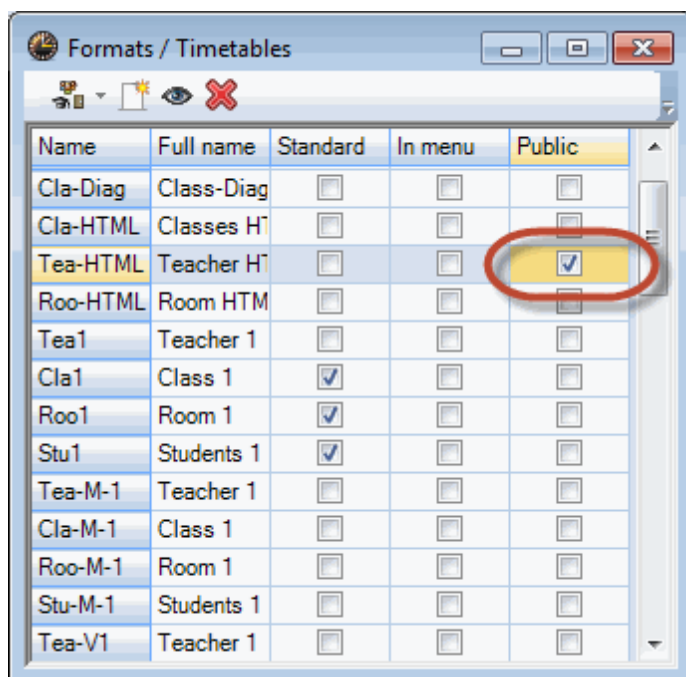 Formats / Timetables
Name Full name Standard In menu Public
Cla-Diag Class-Diag
Cla-HTML Classes HT
Tea-HTML Teacher HT
Roo-HTML Room HTM
Tea1 Teacher 1
Cla1 Class 1
Roo1 Room 1
Stu1 Students 1
Tea-M-1 Teacher 1
Cla-M-1 Class 1
Roo-M-1 Room 1
Stu-M-1 Students 1
Tea-V1 Teacher 1